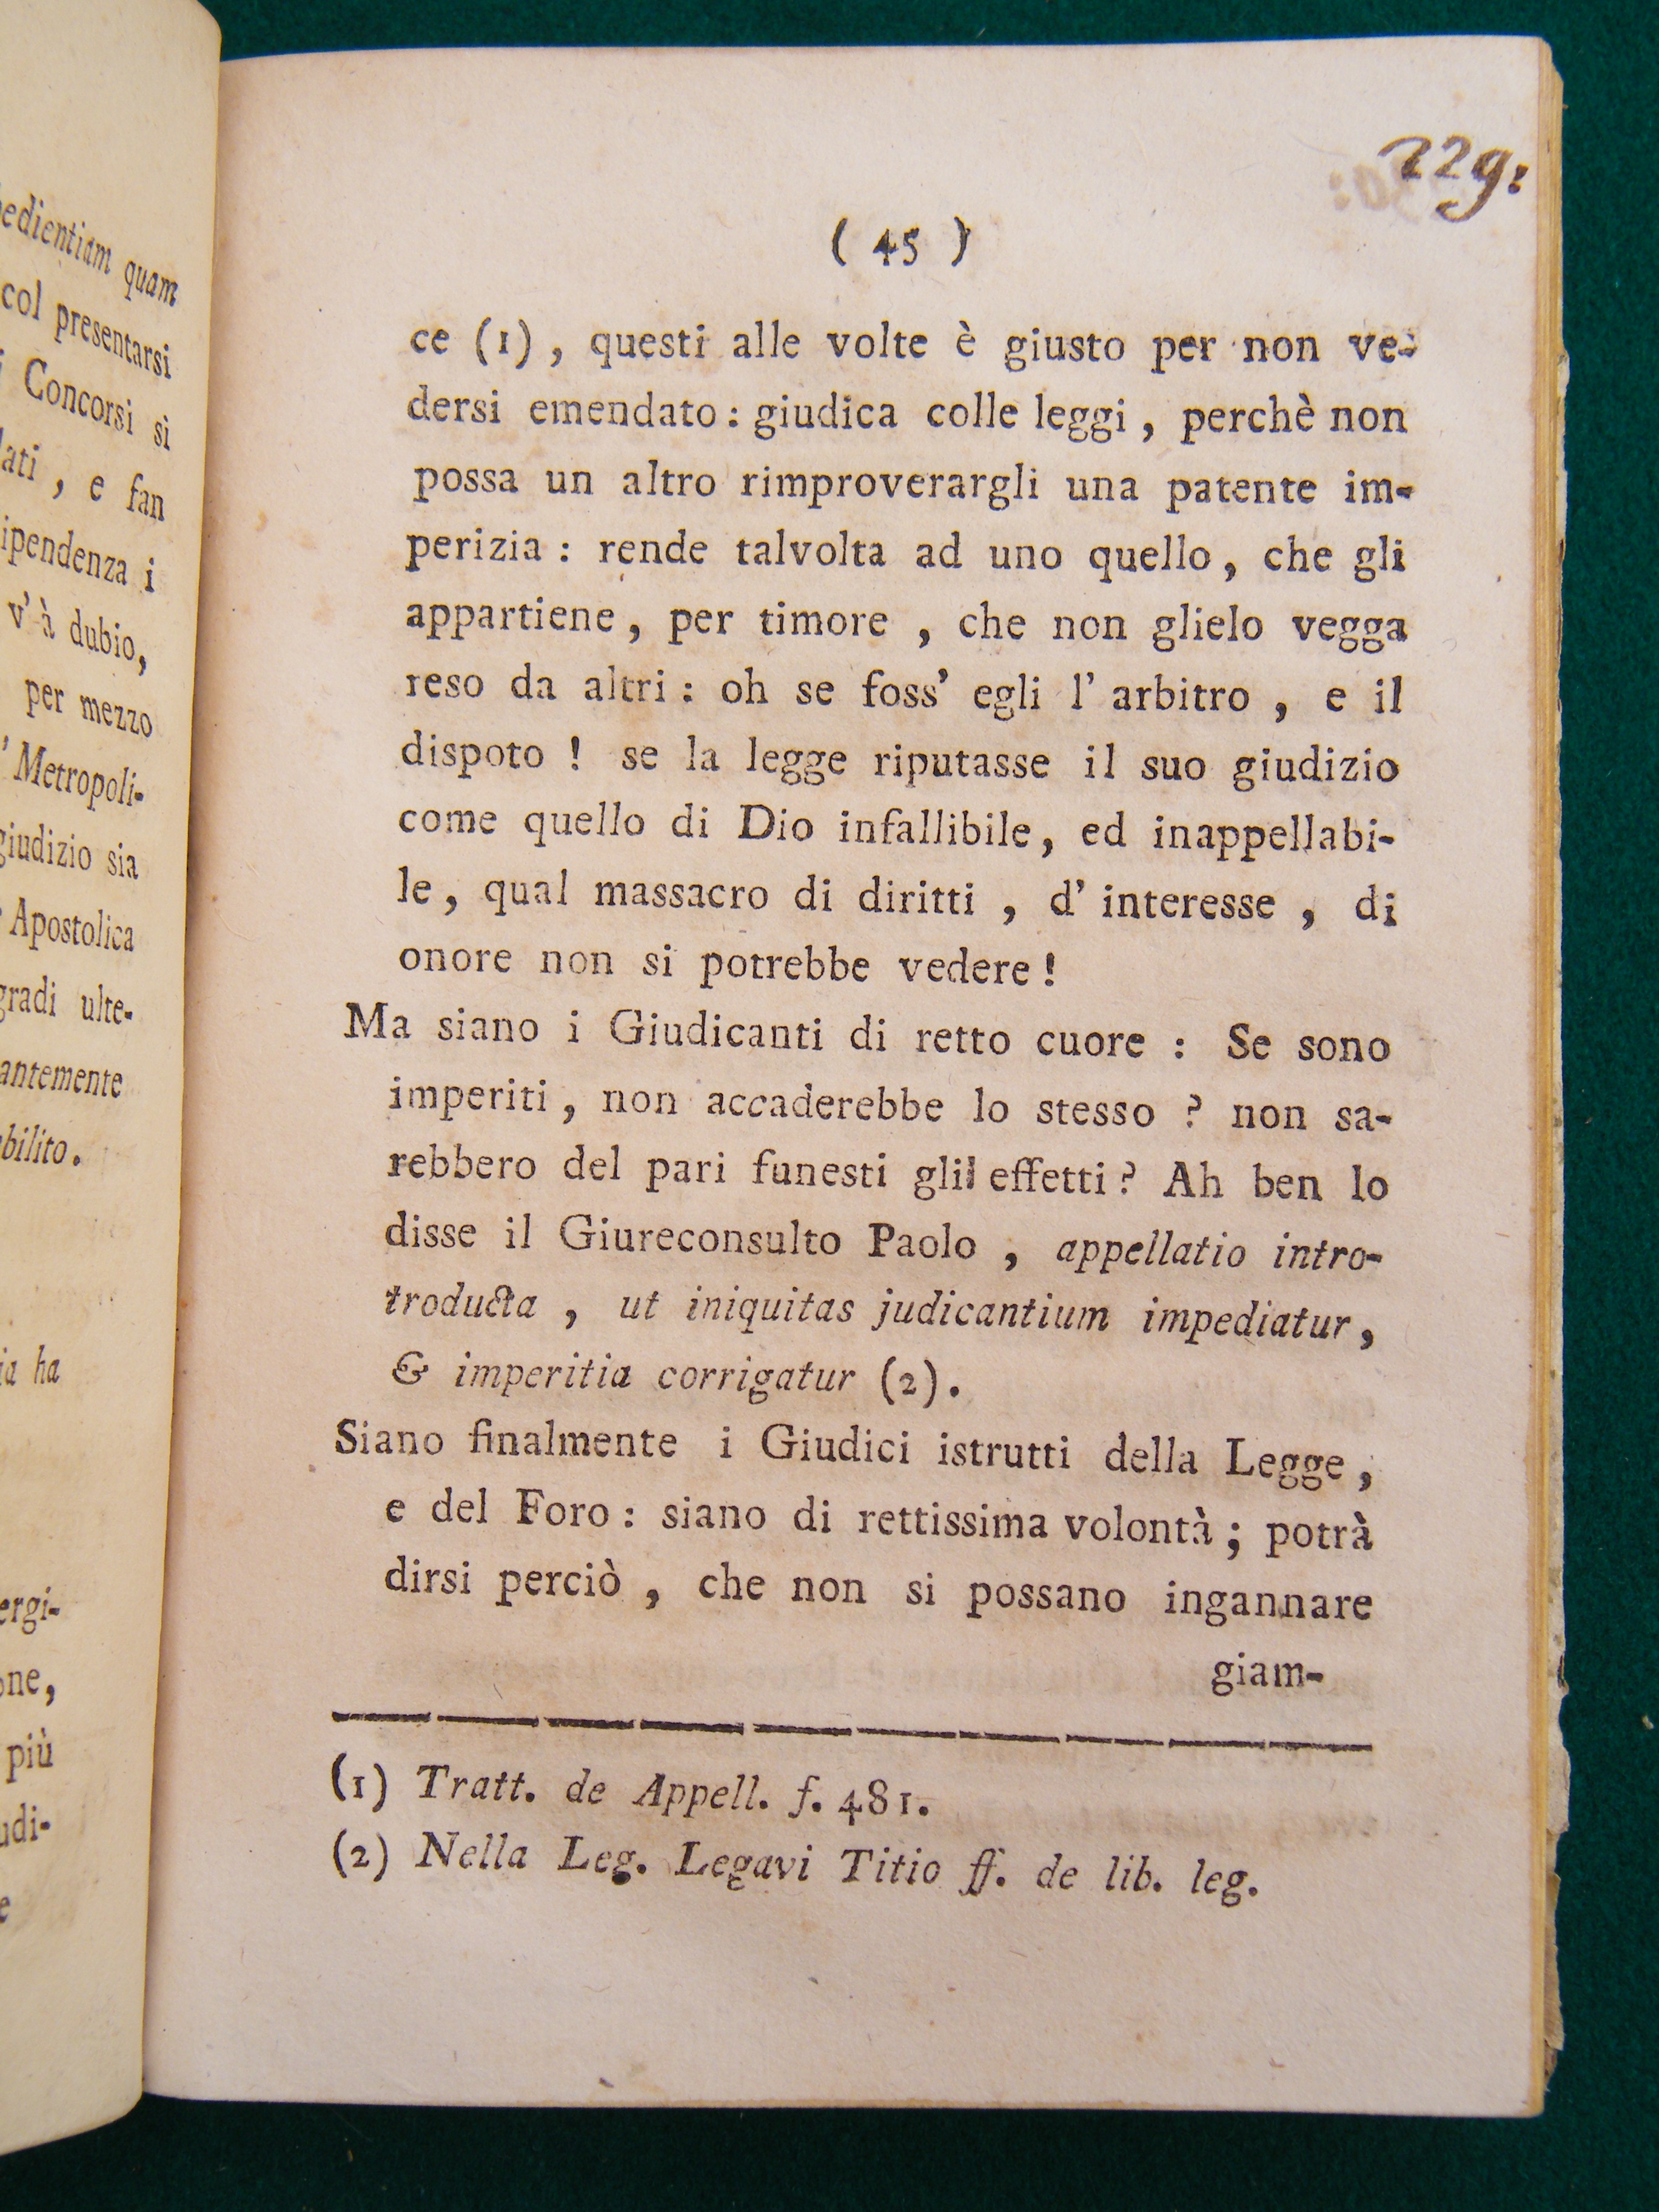 bedientiam quam
col presentarsi
i Concorsi sì
lati, e fan
ipendenza i
v'à dubio,
per mezzo
' Metropoli-
giudizio sia
Apostolica
gradi ulte-
antemente
bilito.
ia ha
ergi-
one,
più
udi-
e
229:
( 45 )
ce (1), questi alle volte è giusto per non ve-
dersi emendato: giudica colle leggi, perchè non
possa un altro rimproverargli una patente im-
perizia: rende talvolta ad uno quello, che gli
appartiene, per timore, che non glielo vegga
reso da altri: oh se foss' egli l' arbitro, e il
dispoto! se la legge riputasse il suo giudizio
come quello di Dio infallibile, ed inappellabi-
le, qual massacro di diritti, d' interesse, di
onore non si potrebbe vedere!
Ma siano i Giudicanti di retto cuore: Se sono
imperiti, non accaderebbe lo stesso? non sa-
rebbero del pari funesti glil effetti? Ah ben lo
disse il Giureconsulto Paolo, appellatio intro-
troducta, ut iniquitas judicantium impediatur,
& imperitia corrigatur (2).
Siano finalmente i Giudici istrutti della Legge,
e del Foro: siano di rettissima volontà; potrà
dirsi perciò, che non si possano ingannare
giam-
(1) Tratt. de Appell. f. 481.
(2) Nella Leg. Legavi Titio ff. de lib. leg.